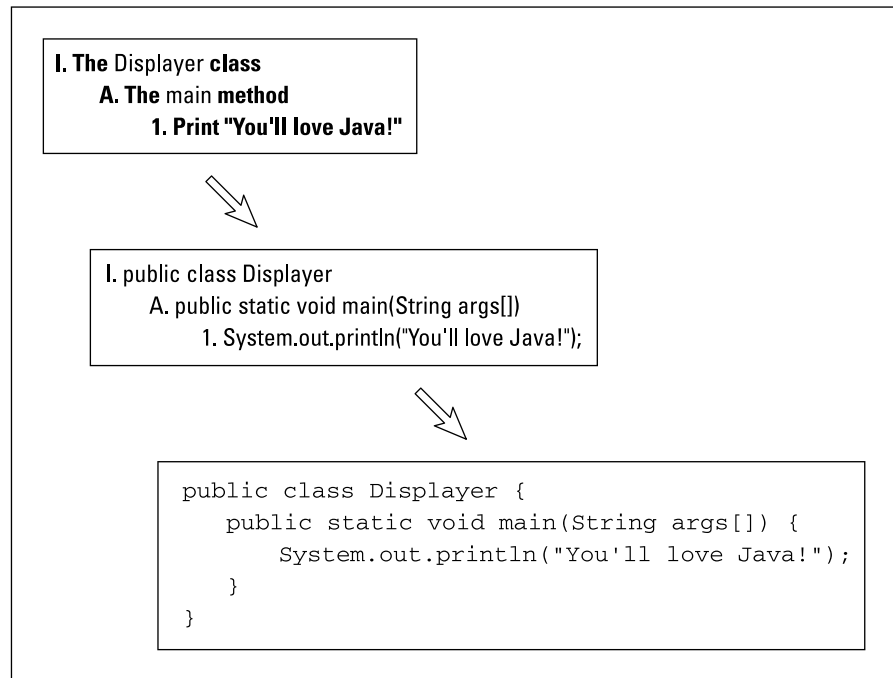 I. The Displayer class
A. The main method
1. Print "You'll love Java!"
I. public class Displayer
A. public static void main(String args[])
1. System.out.println("You'll love Java!");
public class Displayer {
public static void main(String args[]) {
System.out.println("You'll love Java!");
}
}